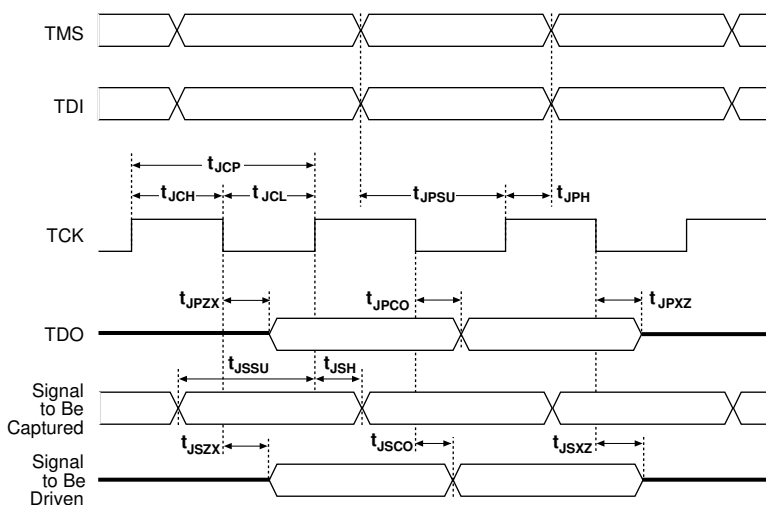 TMS
TDI
tJCP
tJCH
tJCL
tJPSU
tJPH
TCK
tJPZX
tJPCO
tJPXZ
TDO
tJSSU
tJSH
Signal
to Be
Captured
tJSZX
tJSCO
tJSXZ
Signal
to Be
Driven